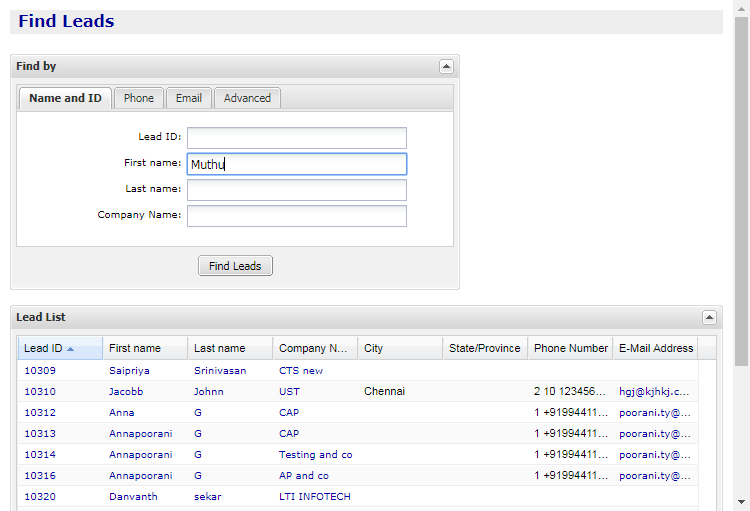 Find Leads
Find by
Name and ID Phone Email Advanced
Lead ID:
First name: Muthu
Last name:
Company Name:
Find Leads
Lead List
Lead ID First name Last name Company N... City State/Province Phone Number E-Mail Address
10309 Saipriya Srinivasan CTS new
10310 Jacobb Johnn UST Chennai 2 10 123456... hgj@kjhkj.c...
10312 Anna G CAP 1 +91994411... poorani.ty@...
10313 Annapoorani G CAP 1 +91994411... poorani.ty@...
10314 Annapoorani G Testing and co 1 +91994411... poorani.ty@...
10316 Annapoorani G AP and co 1 +91994411... poorani.ty@...
10320 Danvanth sekar LTI INFOTECH